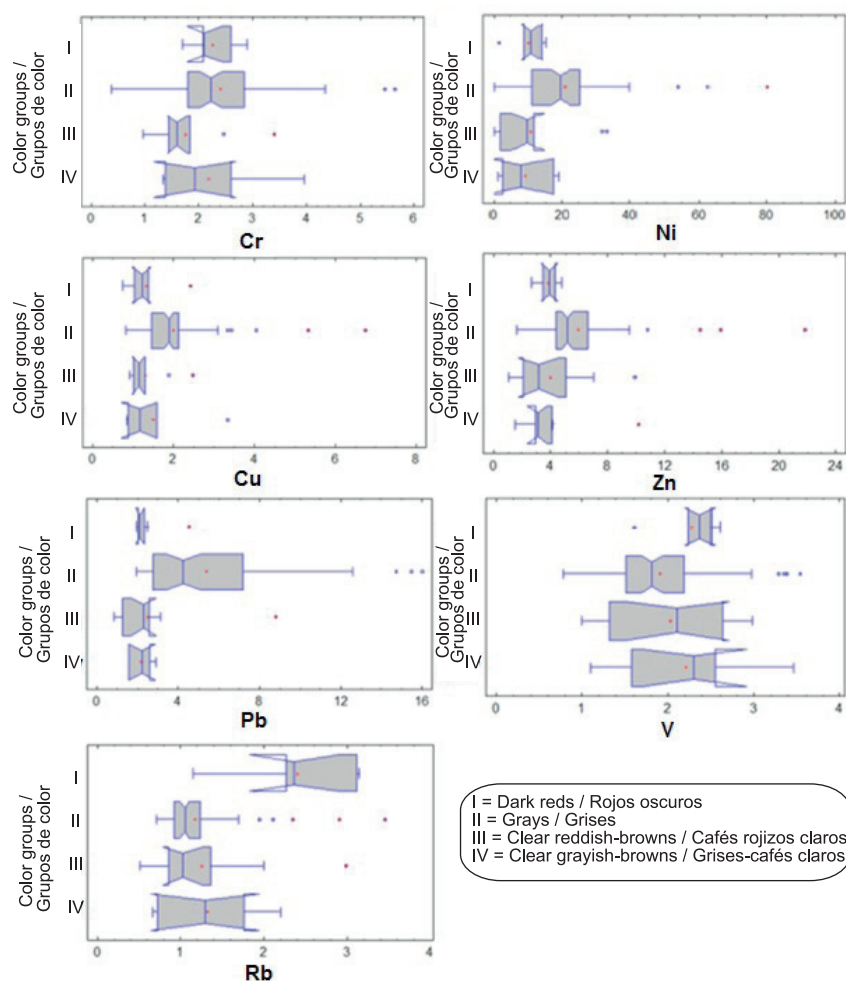 Color groups /
Grupos de color
I
II
III
IV
0 1 2 3 4 5 6
Cr
I
II
III
IV
0 20 40 60 80 100
Ni
Color groups /
Grupos de color
I
II
III
IV
0 2 4 6 8
Cu
Color groups /
Grupos de color
I
II
III
IV
0 4 8 12 16 20 24
Zn
Color groups /
Grupos de color
I
II
III
IV
0 4 8 12 16
Pb
Color groups /
Grupos de color
I
II
III
IV
0 1 2 3 4
V
Color groups /
Grupos de color
I
II
III
IV
0 1 2 3 4
Rb
I = Dark reds / Rojos oscuros
II = Grays / Grises
III = Clear reddish-browns / Cafés rojizos claros
IV = Clear grayish-browns / Grises-cafés claros